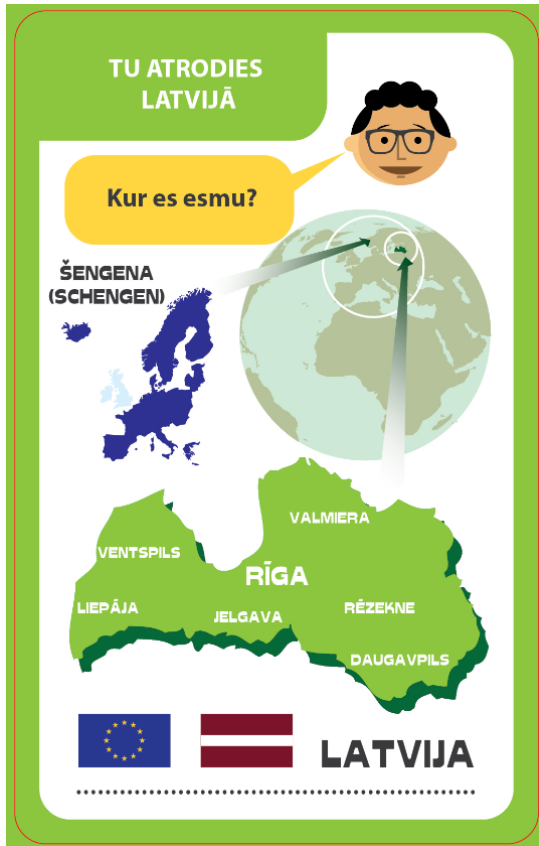 TU ATRODIES
LATVIJĀ
Kur es esmu?
ŠENGENA
(SCHENGEN)
VALMIERA
VENTSPILS
RĪGA
LIEPĀJA
JELGAVA
RĒZEKNE
DAUGAVPILS
LATVIJA